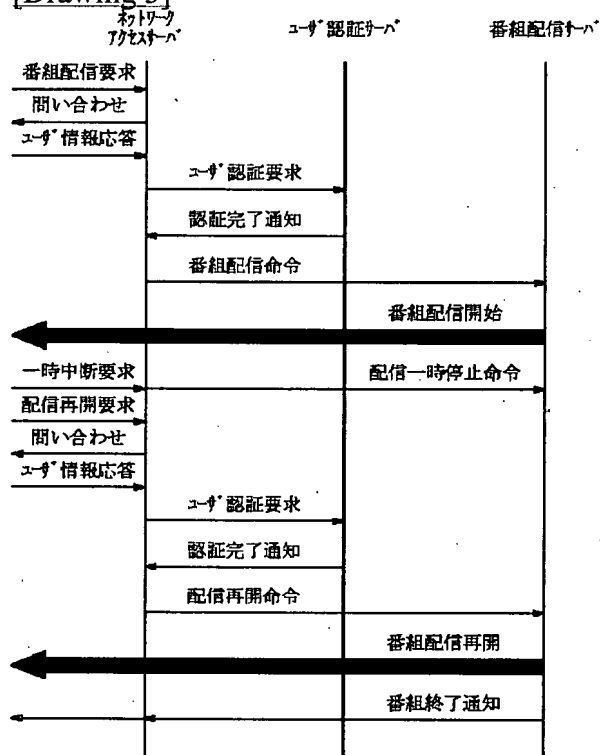 [Drawing 5]
ネットワーク
アクセスサーバ
ユーザ認証サーバ
番組配信サーバ
番組配信要求
問い合わせ
ユーザ情報応答
ユーザ認証要求
認証完了通知
番組配信命令
番組配信開始
一時中断要求
配信一時停止命令
配信再開要求
問い合わせ
ユーザ情報応答
ユーザ認証要求
認証完了通知
配信再開命令
番組配信再開
番組終了通知